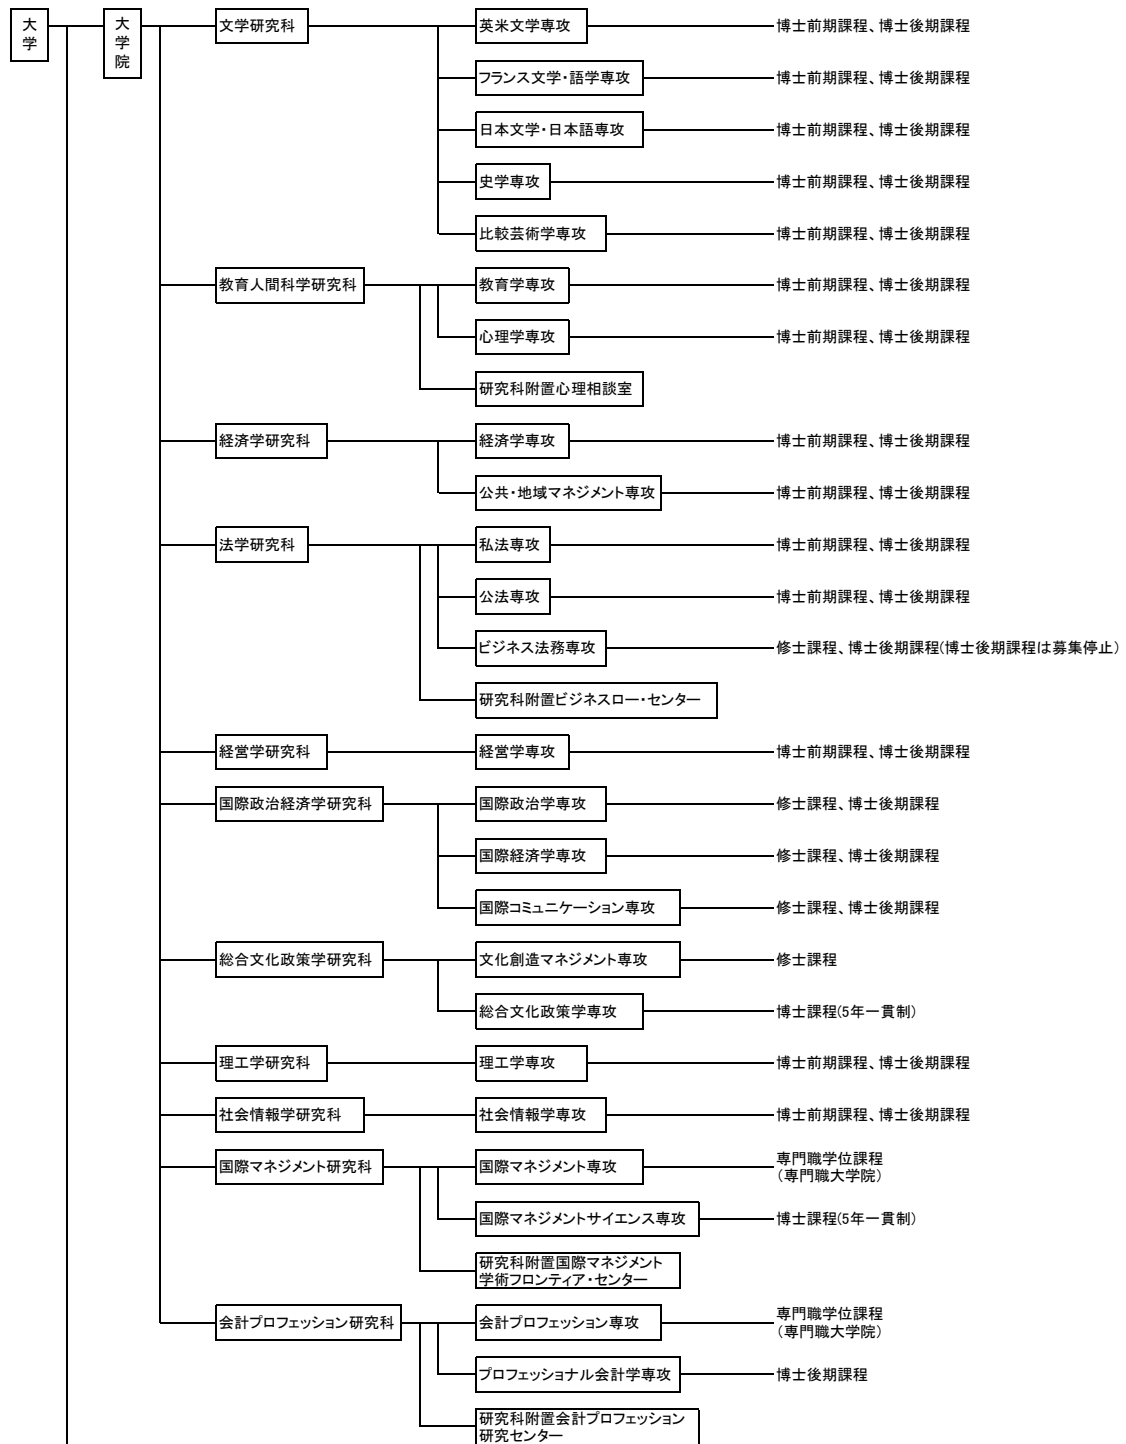 大学
大学院
文学研究科
英米文学専攻
博士前期課程、博士後期課程
フランス文学・語学専攻
博士前期課程、博士後期課程
日本文学・日本語専攻
博士前期課程、博士後期課程
史学専攻
博士前期課程、博士後期課程
比較芸術学専攻
博士前期課程、博士後期課程
教育人間科学研究科
教育学専攻
博士前期課程、博士後期課程
心理学専攻
博士前期課程、博士後期課程
研究科附置心理相談室
経済学研究科
経済学専攻
博士前期課程、博士後期課程
公共・地域マネジメント専攻
博士前期課程、博士後期課程
法学研究科
私法専攻
博士前期課程、博士後期課程
公法専攻
博士前期課程、博士後期課程
ビジネス法務専攻
修士課程、博士後期課程(博士後期課程は募集停止)
研究科附置ビジネスロー・センター
経営学研究科
経営学専攻
博士前期課程、博士後期課程
国際政治経済学研究科
国際政治学専攻
修士課程、博士後期課程
国際経済学専攻
修士課程、博士後期課程
国際コミュニケーション専攻
修士課程、博士後期課程
総合文化政策学研究科
文化創造マネジメント専攻
修士課程
総合文化政策学専攻
博士課程(5年一貫制)
理工学研究科
理工学専攻
博士前期課程、博士後期課程
社会情報学研究科
社会情報学専攻
博士前期課程、博士後期課程
国際マネジメント研究科
国際マネジメント専攻
専門職学位課程
（専門職大学院）
国際マネジメントサイエンス専攻
博士課程(5年一貫制)
研究科附置国際マネジメント
学術フロンティア・センター
会計プロフェッション研究科
会計プロフェッション専攻
専門職学位課程
（専門職大学院）
プロフェッショナル会計学専攻
博士後期課程
研究科附置会計プロフェッション
研究センター